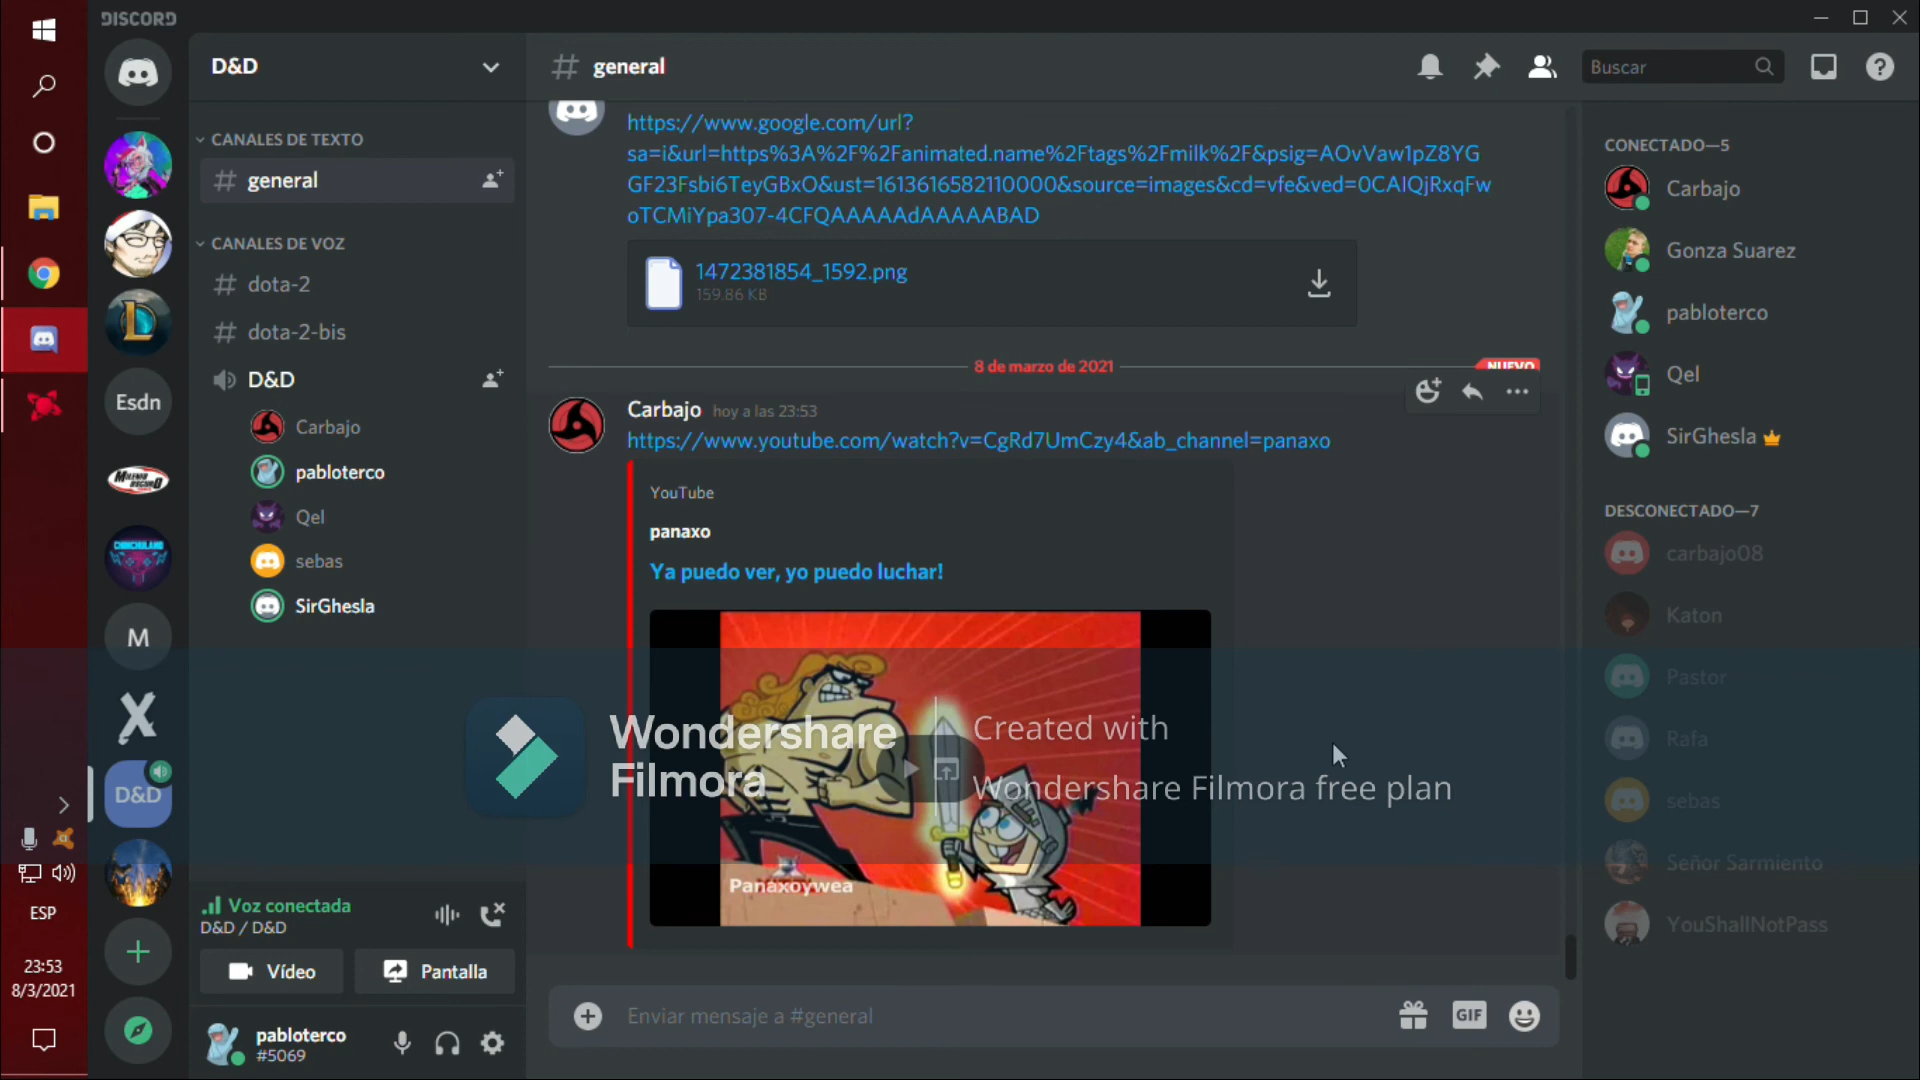 DISCORD
D&D
general
Buscar
CANALES DE TEXTO
general
CANALES DE VOZ
dota-2
dota-2-bis
D&D
Carbajo
pabloterco
Qel
sebas
SirGhesla
Esdn
M
D&D
https://www.google.com/url?
sa=i&url=https%3A%2F%2Fanimated.name%2Ftags%2Fmilk%2F&psig=AOvVaw1pZ8YG
GF23Fsbi6TeyGBxO&ust=1613616582110000&source=images&cd=vfe&ved=0CAIQjRxqFw
oTCMiYpa307-4CFQAAAAAdAAAAABAD
1472381854_1592.png
159.86 KB
8 de marzo de 2021
NUEVO
Carbajo hoy a las 23:53
https://www.youtube.com/watch?v=CgRd7UmCzy4&ab_channel=panaxo
YouTube
panaxo
Ya puedo ver, yo puedo luchar!
Panaxoywea
Wondershare
Filmora
Created with
Wondershare Filmora free plan
CONECTADO—5
Carbajo
Gonza Suarez
pabloterco
Qel
SirGhesla
DESCONECTADO—7
carbajo08
Katon
Pastor
Rafa
sebas
Señor Sarmiento
YouShallNotPass
Voz conectada
D&D / D&D
Vídeo
Pantalla
pabloterco
#5069
Enviar mensaje a #general
GIF
ESP
23:53
8/3/2021